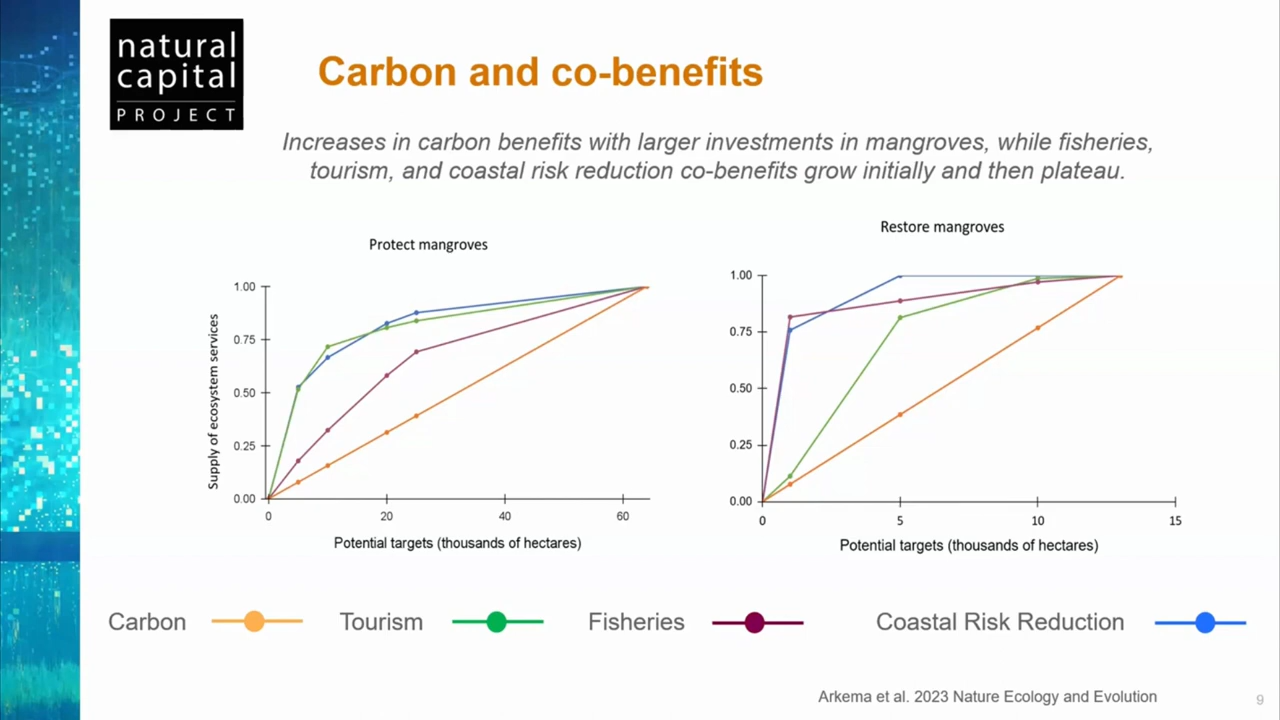 natural
capital
PROJECT
Carbon and co-benefits
Increases in carbon benefits with larger investments in mangroves, while fisheries,
tourism, and coastal risk reduction co-benefits grow initially and then plateau.
Protect mangroves
Supply of ecosystem services
1.00
0.75
0.50
0.25
0.00
0 20 40 60
Potential targets (thousands of hectares)
Restore mangroves
1.00
0.75
0.50
0.25
0.00
0 5 10 15
Potential targets (thousands of hectares)
Carbon Tourism Fisheries Coastal Risk Reduction
Arkema et al. 2023 Nature Ecology and Evolution
9